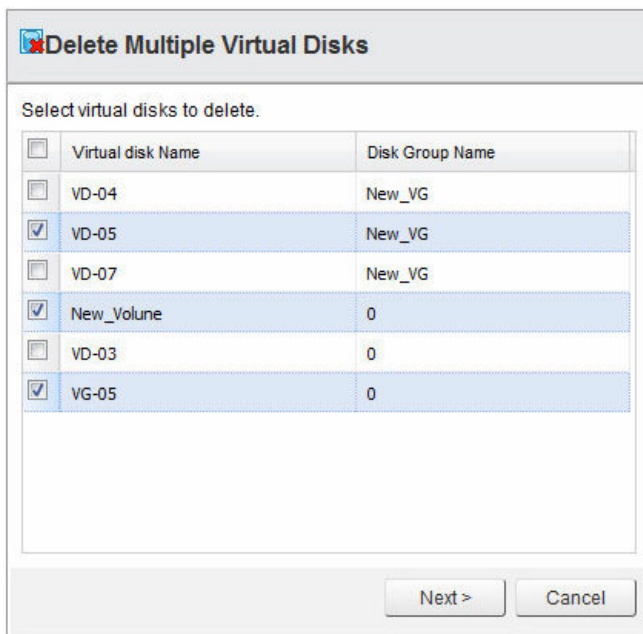 Delete Multiple Virtual Disks
Select virtual disks to delete.
Virtual disk Name Disk Group Name
VD-04 New_VG
VD-05 New_VG
VD-07 New_VG
New_Volune 0
VD-03 0
VG-05 0
Next > Cancel